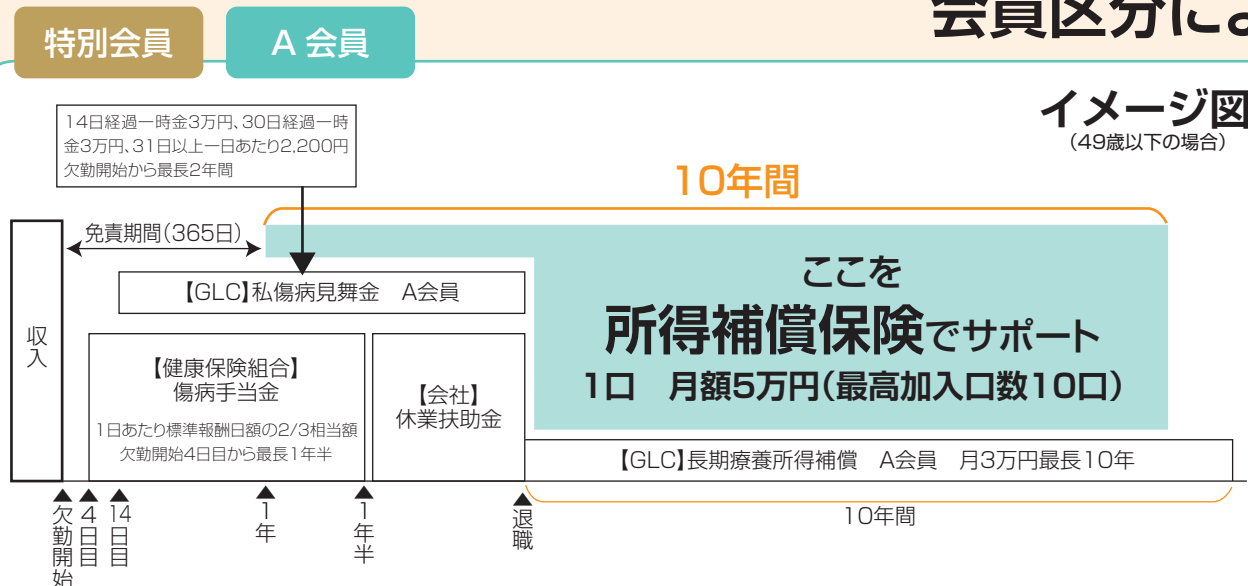 会員区分によ
特別会員
A 会員
イメージ図
(49歳以下の場合)
14日経過一時金3万円、30日経過一時
金3万円、31日以上一日あたり2,200円
欠勤開始から最長2年間
10年間
免責期間(365日)
収入
【GLC】私傷病見舞金 A会員
ここを
所得補償保険でサポート
1口 月額5万円(最高加入口数10口)
【健康保険組合】
傷病手当金
1日あたり標準報酬日額の2/3相当額
欠勤開始4日目から最長1年半
【会社】
休業扶助金
【GLC】長期療養所得補償 A会員 月3万円最長10年
▲欠勤開始
▲4日目
▲14日目
▲1年
▲1年半
▲退職
10年間